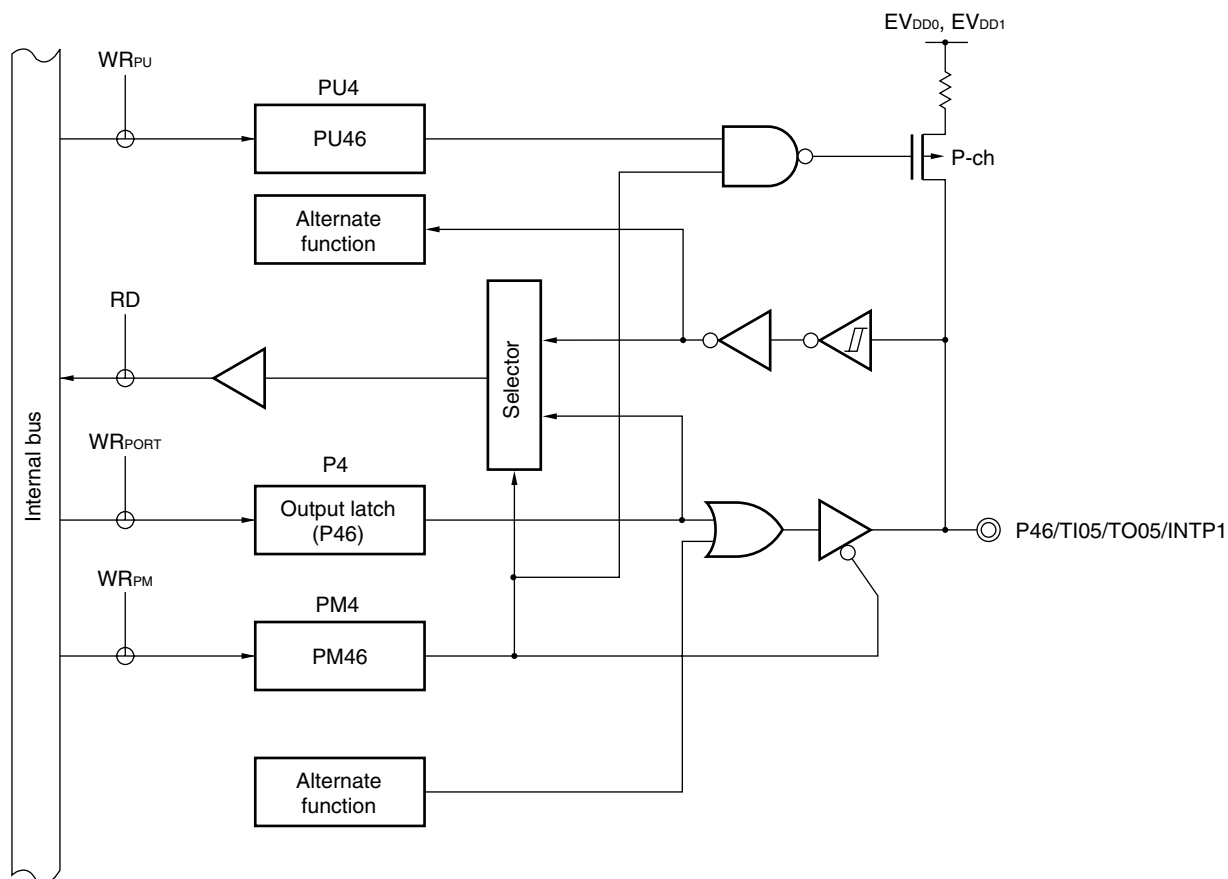 EVDD0, EVDD1
WRPU
PU4
PU46
P-ch
Alternate
function
RD
Selector
Internal bus
WRPORT
P4
Output latch
(P46)
P46/TI05/TO05/INTP1
WRPM
PM4
PM46
Alternate
function